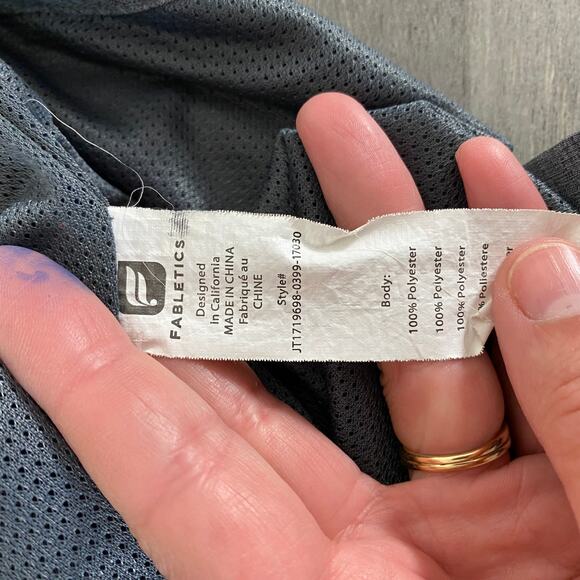 FABLETICS
Designed
in California
MADE IN CHINA
Fabriqué au
CHINE
Style#
JT1719698-0399-17030
Body:
100% Polyester
100% Polyester
100% Polyester